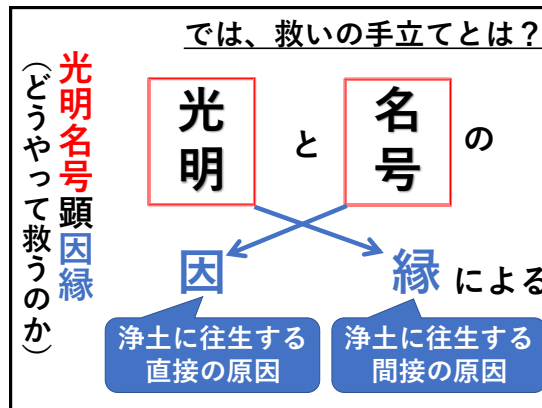 では、救いの手立てとは？
光明名号顕因縁
（どうやって救うのか）
光明と名号の
因
縁による
浄土に往生する
直接の原因
浄土に往生する
間接の原因